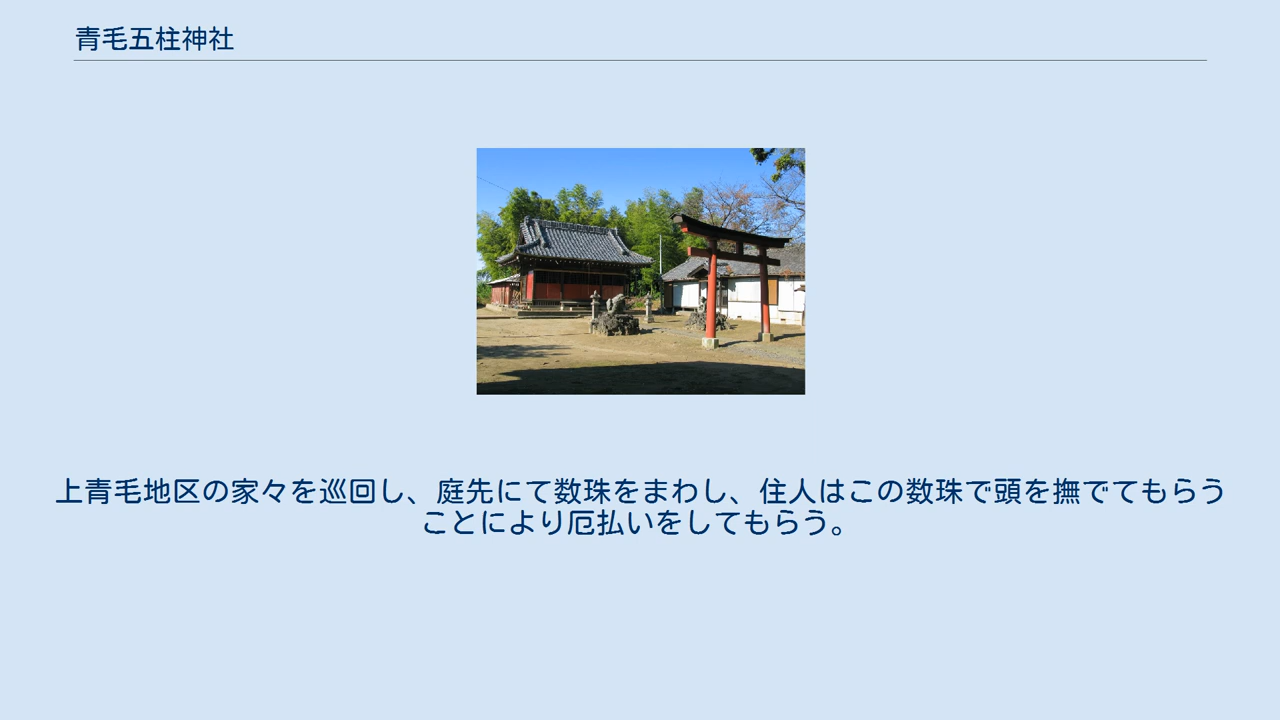 青毛五柱神社
上青毛地区の家々を巡回し、庭先にて数珠をまわし、住人はこの数珠で頭を撫でてもらう
ことにより厄払いをしてもらう。